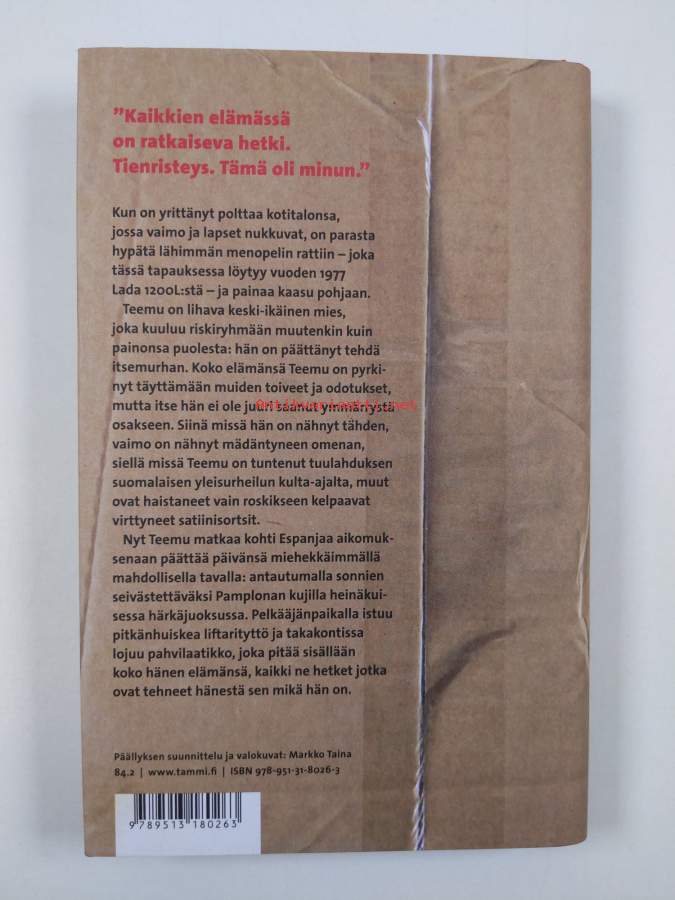 ”Kaikkien elämässä
on ratkaiseva hetki.
Tienristeys. Tämä oli minun.”
Kun on yrittänyt polttaa kotitalonsa,
jossa vaimo ja lapset nukkuvat, on parasta
hypätä lähimmän menopelin rattiin – joka
tässä tapauksessa löytyy vuoden 1977
Lada 1200L:stä – ja painaa kaasu pohjaan.
Teemu on lihava keski-ikäinen mies,
joka kuuluu riskiryhmään muutenkin kuin
painonsa puolesta: hän on päättänyt tehdä
itsemurhan. Koko elämänsä Teemu on pyrki-
nyt täyttämään muiden toiveet ja odotukset,
mutta itse hän ei ole juuri saanut ymmärrystä
osakseen. Siinä missä hän on nähnyt tähden,
vaimo on nähnyt mädäntyneen omenan,
siellä missä Teemu on tuntenut tuulahduksen
suomalaisen yleisurheilun kulta-ajalta, muut
ovat haistaneet vain roskikseen kelpaavat
virttyneet satiinisortsit.
Nyt Teemu matkaa kohti Espanjaa aikomuk-
senaan päättää päivänsä miehekkäimmällä
mahdollisella tavalla: antautumalla sonnien
seivästettäväksi Pamplonan kujilla heinäkui-
sessa härkäjuoksussa. Pelkääjänpaikalla istuu
pitkänhuiskea liftarityttö ja takakontissa
lojuu pahvilaatikko, joka pitää sisällään
koko hänen elämänsä, kaikki ne hetket jotka
ovat tehneet hänestä sen mikä hän on.
Päällyksen suunnittelu ja valokuvat: Markko Taina
84.2 | www.tammi.fi | ISBN 978-951-31-8026-3
9 789513 180263